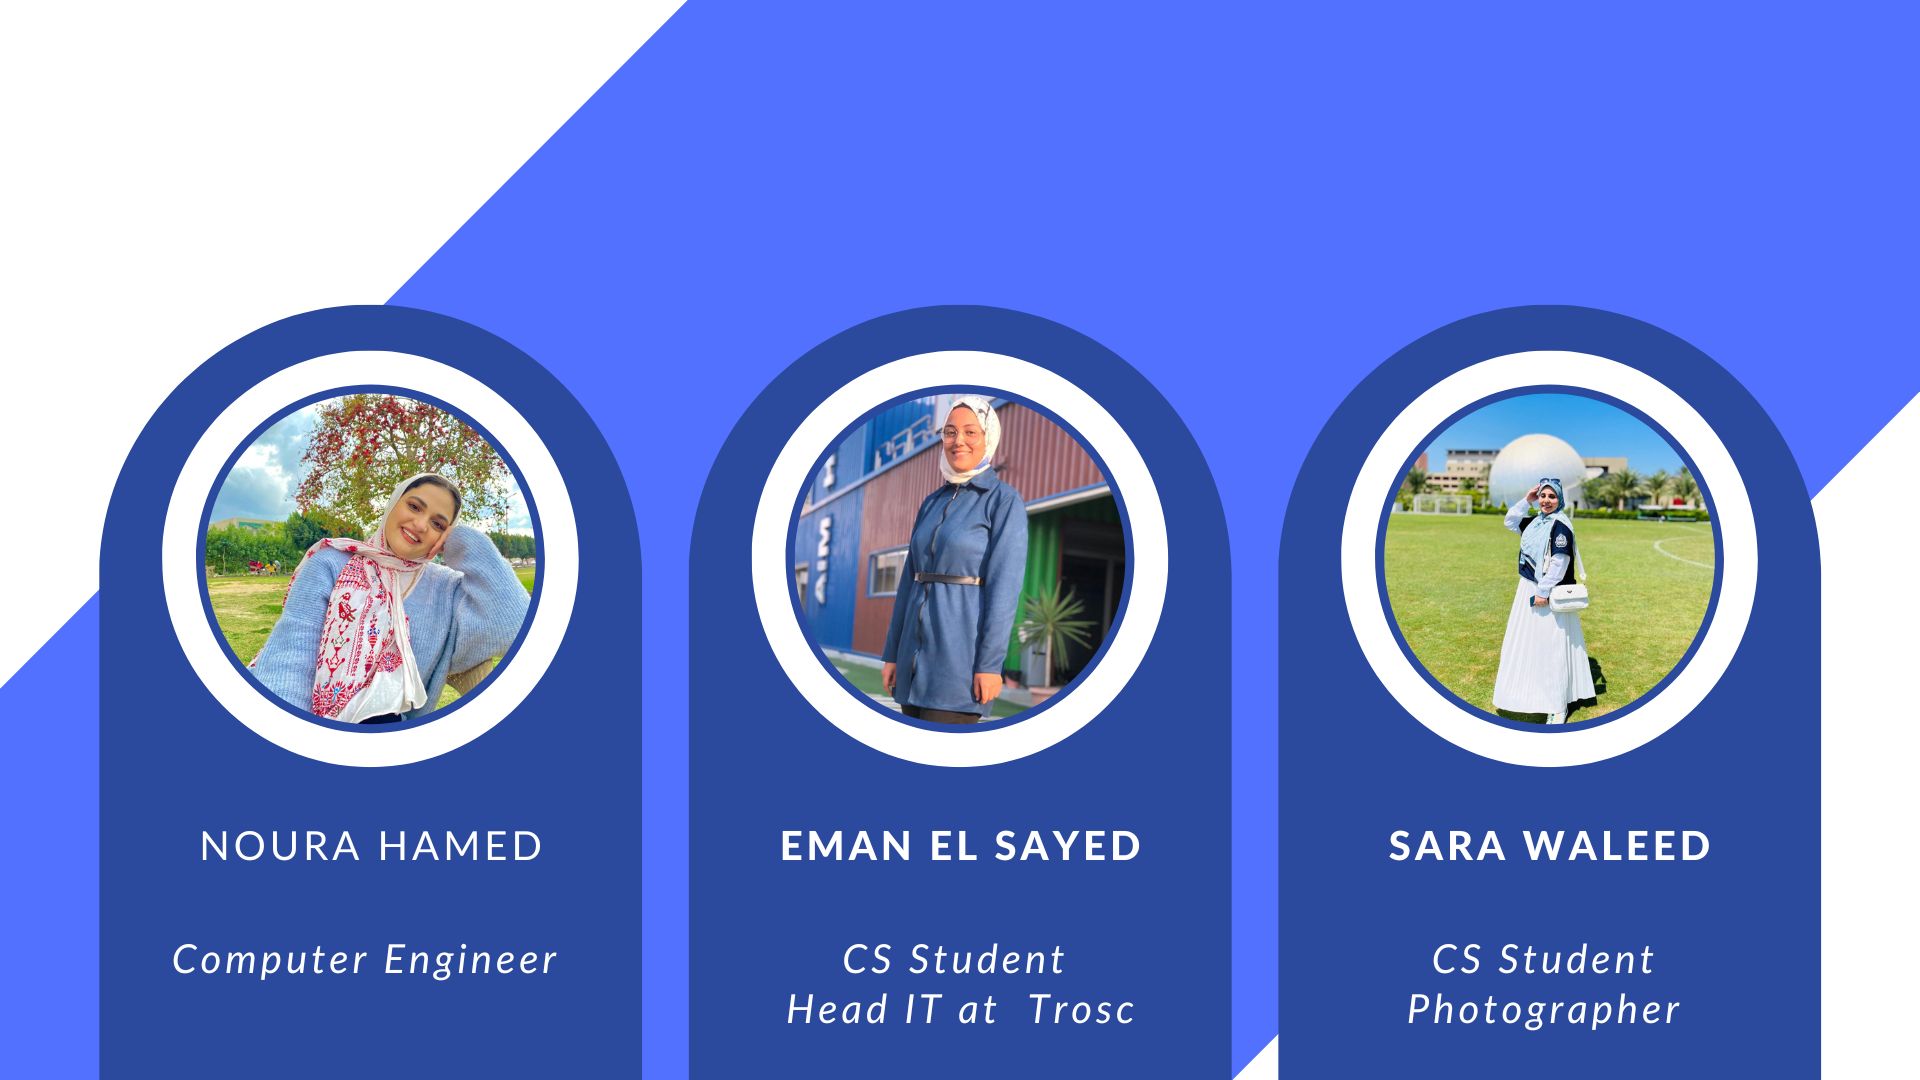 NOURA HAMED
Computer Engineer
EMAN EL SAYED
CS Student
Head IT at  Trosc
SARA WALEED
CS Student
Photographer